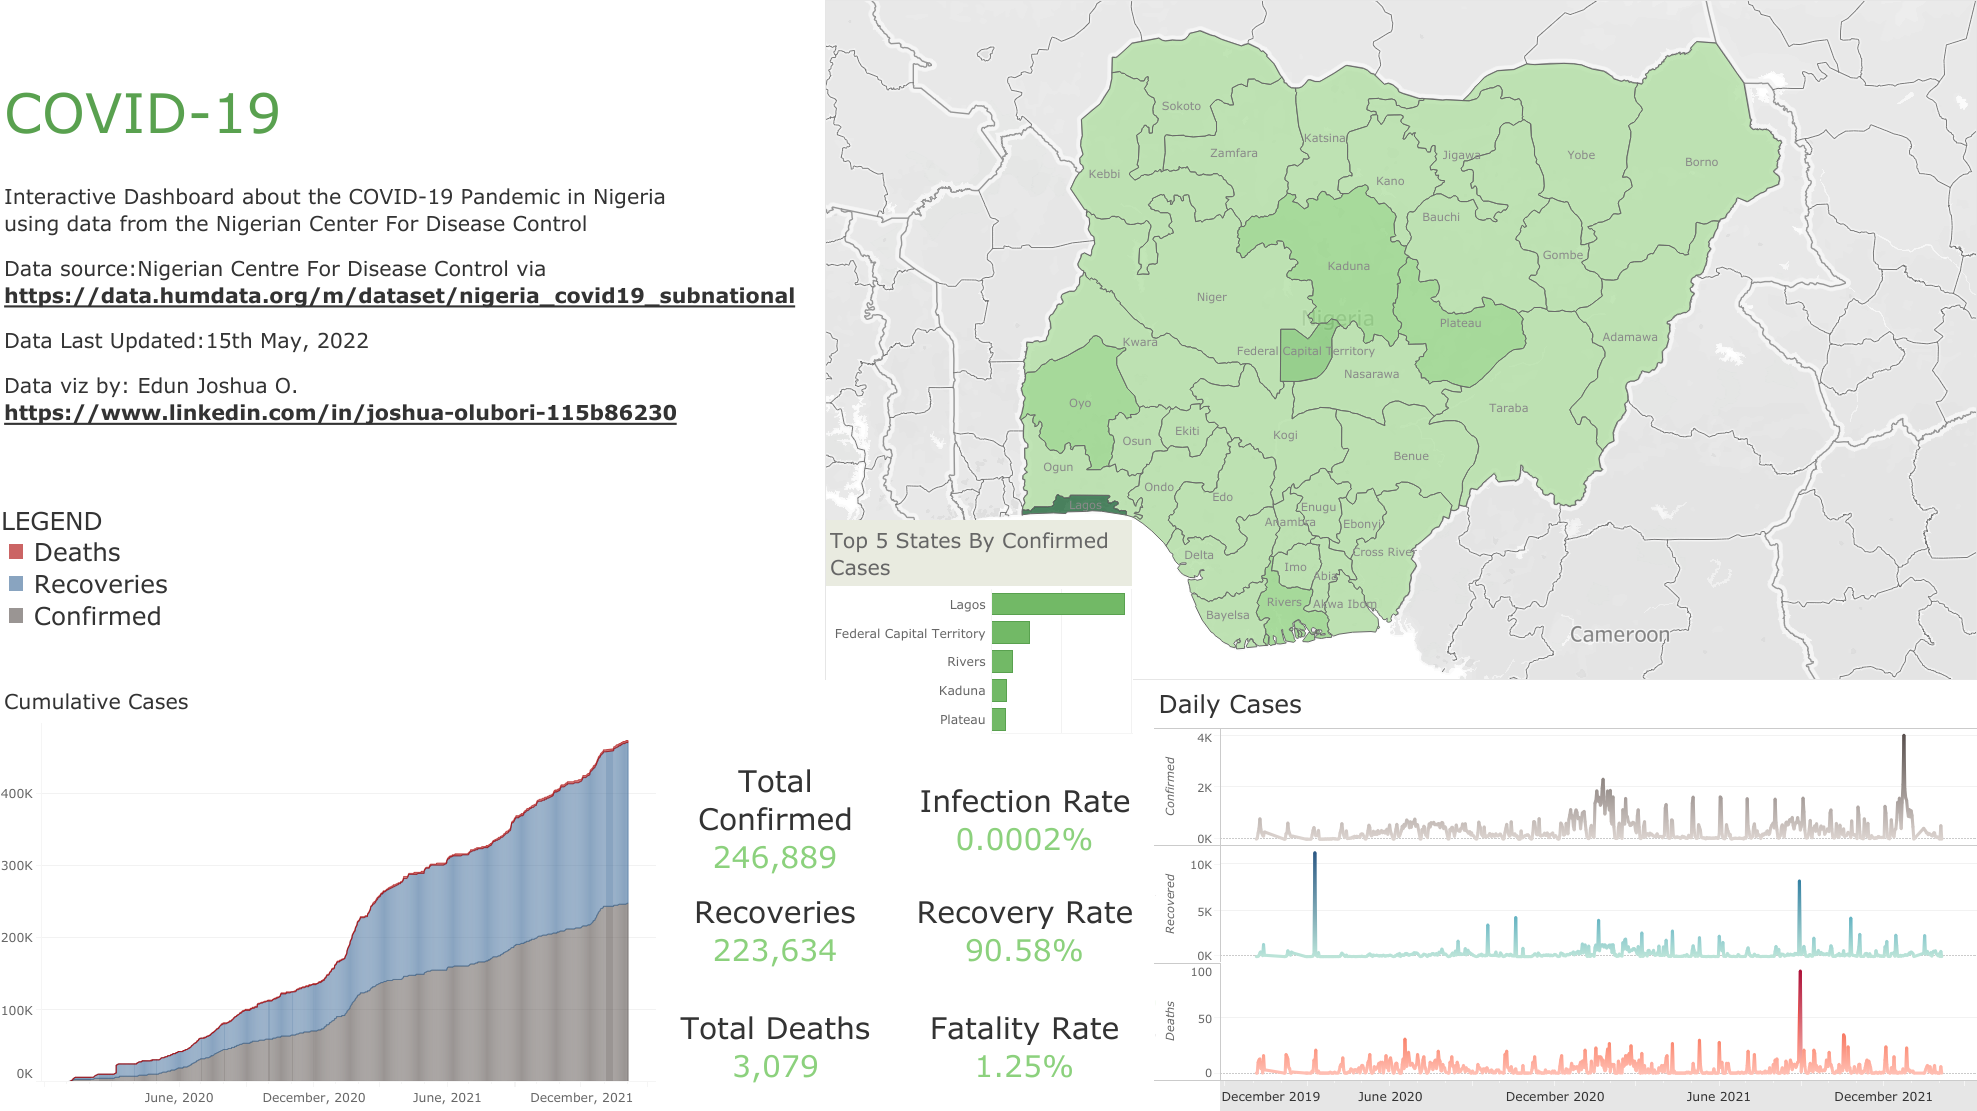 COVID-19
Interactive Dashboard about the COVID-19 Pandemic in Nigeria
using data from the Nigerian Center For Disease Control
Data source:Nigerian Centre For Disease Control via
https://data.humdata.org/m/dataset/nigeria_covid19_subnational
Data Last Updated:15th May, 2022
Data viz by: Edun Joshua O.
https://www.linkedin.com/in/joshua-olubori-115b86230
LEGEND
Deaths
Recoveries
Confirmed
Sokoto
Katsina
Zamfara
Jigawa
Yobe
Borno
Kebbi
Kano
Bauchi
Gombe
Kaduna
Niger
Nigeria
Plateau
Adamawa
Kwara
Federal Capital Territory
Nasarawa
Oyo
Taraba
Ekiti
Kogi
Osun
Benue
Ogun
Ondo
Edo
Lagos
Enugu
Anambra
Ebonyi
Delta
Cross River
Imo
Abia
Rivers
Akwa Ibom
Bayelsa
Cameroon
Top 5 States By Confirmed
Cases
Lagos
Federal Capital Territory
Rivers
Kaduna
Plateau
Cumulative Cases
400K
300K
200K
100K
0K
June, 2020
December, 2020
June, 2021
December, 2021
Total
Confirmed
246,889
Infection Rate
0.0002%
Recoveries
223,634
Recovery Rate
90.58%
Total Deaths
3,079
Fatality Rate
1.25%
Daily Cases
Confirmed
4K
2K
0K
Recovered
10K
5K
0K
Deaths
100
50
0
December 2019
June 2020
December 2020
June 2021
December 2021